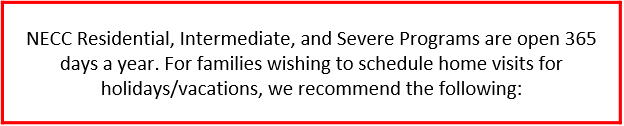 NECC Residential, Intermediate, and Severe Programs are open 365
days a year. For families wishing to schedule home visits for
holidays/vacations, we recommend the following: